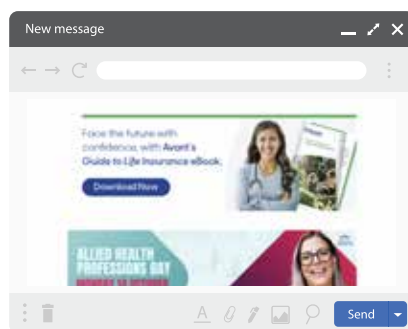 New message
Face the future with
confidence, with Avant's
Guide to Life Insurance eBook.
Download Now
ALLIED HEALTH
PROFESSIONS DAY
Send